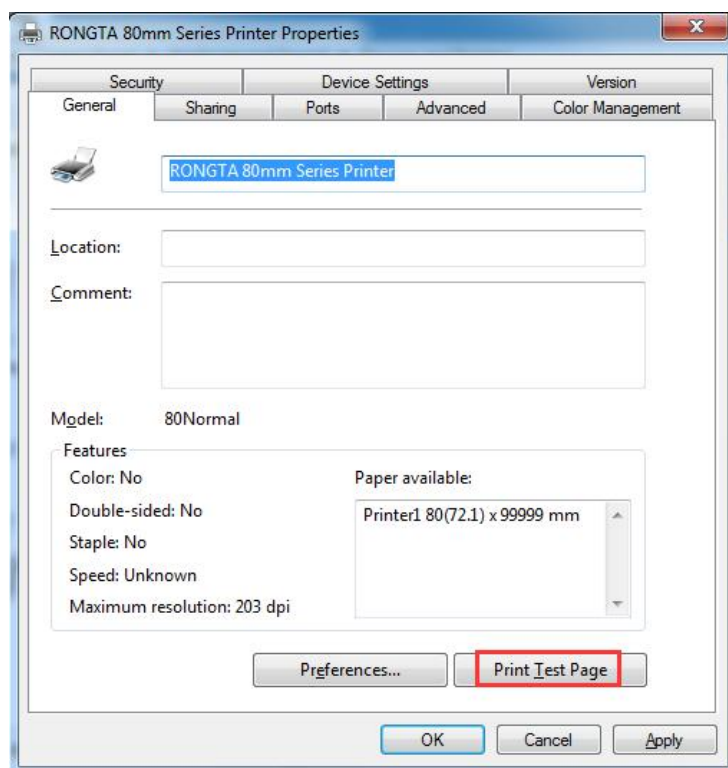 RONGTA 80mm Series Printer Properties
Security Device Settings Version
General Sharing Ports Advanced Color Management
RONGTA 80mm Series Printer
Location:
Comment:
Model: 80Normal
Features
Color: No
Paper available:
Double-sided: No
Printer1 80(72.1) x 99999 mm
Staple: No
Speed: Unknown
Maximum resolution: 203 dpi
Preferences... Print Test Page
OK Cancel Apply